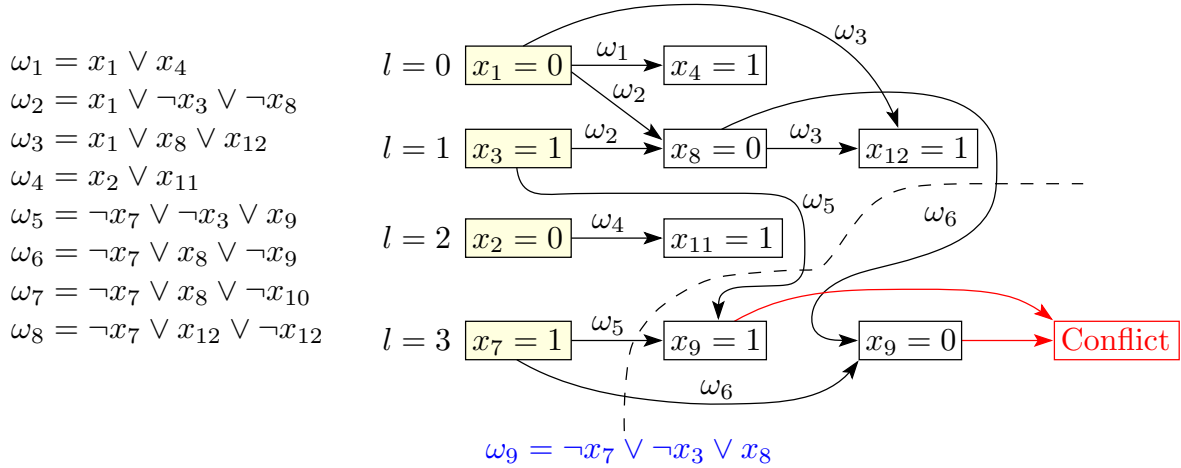 ω₁ = x₁ ∨ x₄
ω₂ = x₁ ∨ ¬x₃ ∨ ¬x₈
ω₃ = x₁ ∨ x₈ ∨ x₁₂
ω₄ = x₂ ∨ x₁₁
ω₅ = ¬x₇ ∨ ¬x₃ ∨ x₉
ω₆ = ¬x₇ ∨ x₈ ∨ ¬x₉
ω₇ = ¬x₇ ∨ x₈ ∨ ¬x₁₀
ω₈ = ¬x₇ ∨ x₁₂ ∨ ¬x₁₂
ω₃
l = 0 x₁ = 0 ω₁ x₄ = 1
ω₂
l = 1 x₃ = 1 ω₂ x₈ = 0 ω₃ x₁₂ = 1
ω₅ ω₆
l = 2 x₂ = 0 ω₄ x₁₁ = 1
l = 3 x₇ = 1 ω₅ x₉ = 1 x₉ = 0 Conflict
ω₆
ω₉ = ¬x₇ ∨ ¬x₃ ∨ x₈